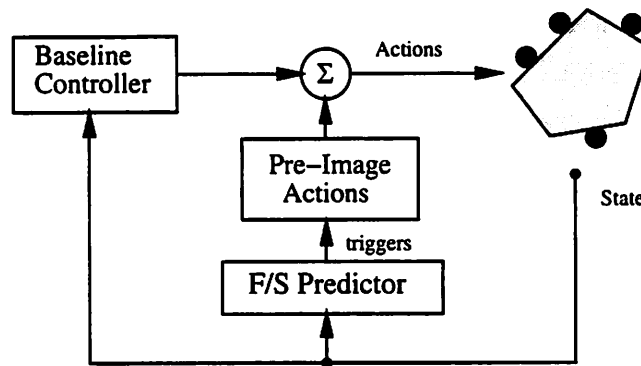 Baseline
Controller
Σ
Actions
Pre-Image
Actions
State
triggers
F/S Predictor